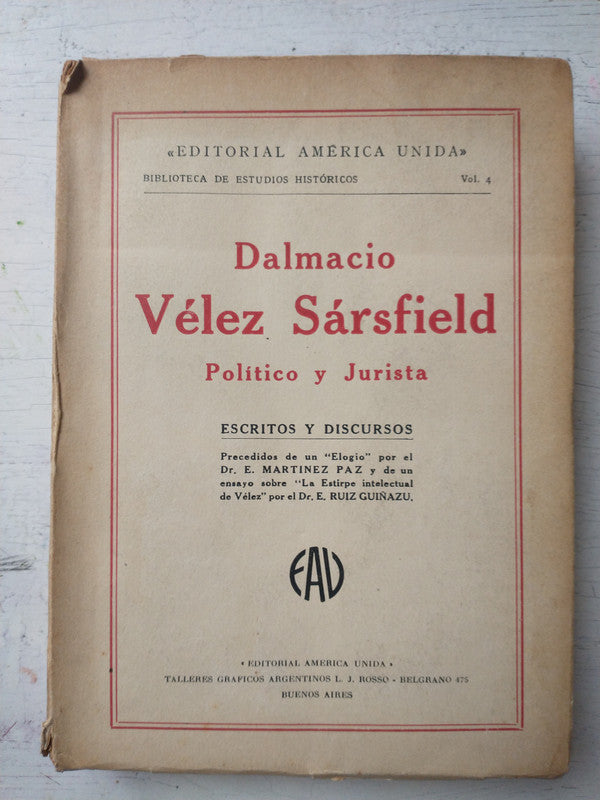 «EDITORIAL AMÉRICA UNIDA»
BIBLIOTECA DE ESTUDIOS HISTÓRICOS Vol. 4
Dalmacio
Vélez Sársfield
Político y Jurista
ESCRITOS Y DISCURSOS
Precedidos de un "Elogio" por el
Dr. E. MARTINEZ PAZ y de un
ensayo sobre "La Estirpe intelectual
de Vélez" por el Dr. E. RUIZ GUIÑAZU.
EAU
« EDITORIAL AMERICA UNIDA »
TALLERES GRAFICOS ARGENTINOS L. J. ROSSO - BELGRANO 475
BUENOS AIRES